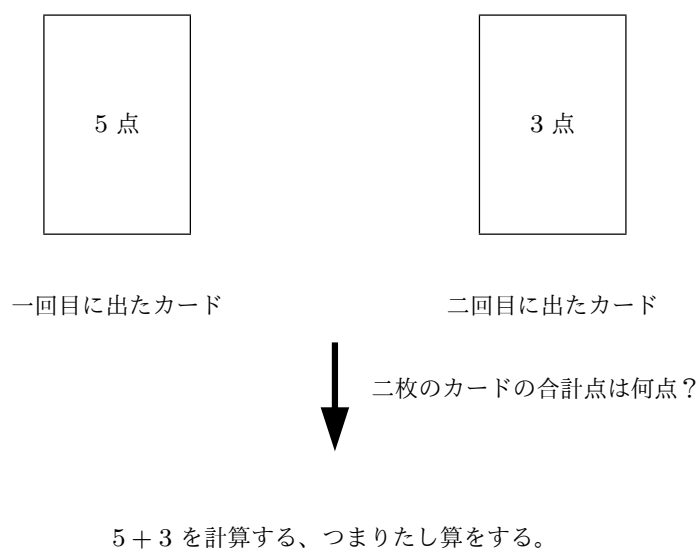 5 点
3 点
一回目に出たカード
二回目に出たカード
二枚のカードの合計点は何点？
5 + 3 を計算する、つまりたし算をする。